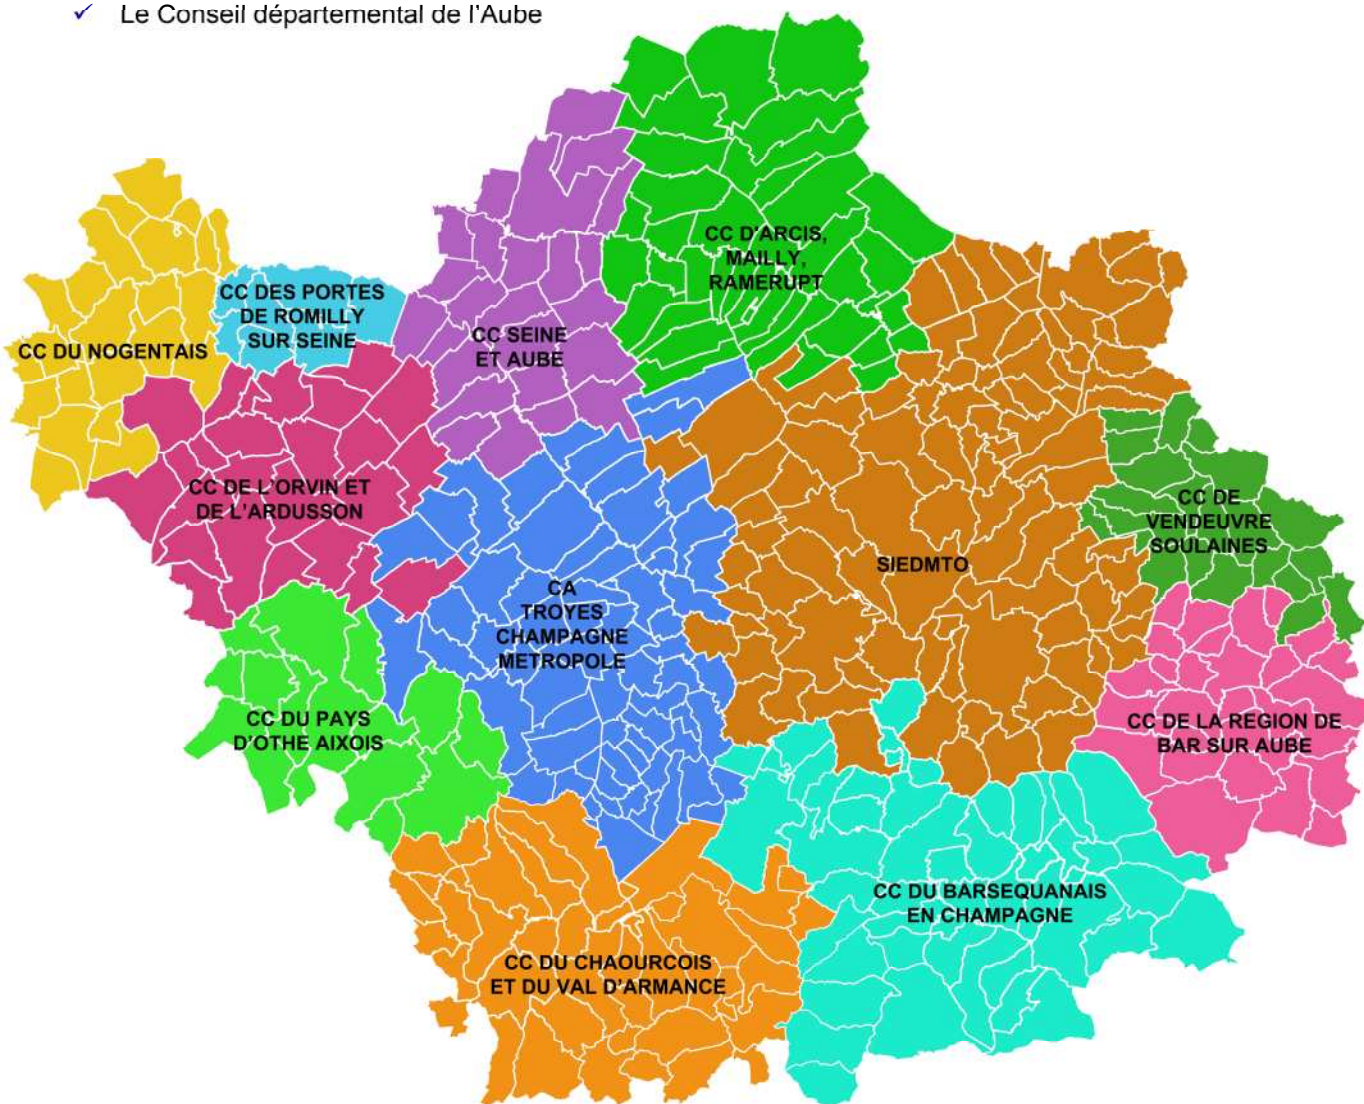 ✓ Le Conseil départemental de l'Aube
CC D'ARCIS,
MAILLY,
RAMERUPT
CC DES PORTES
DE ROMILLY
SUR SEINE
CC SEINE
ET AUBE
CC DU NOGENTAIS
CC DE L'ORVIN ET
DE L'ARDUSSON
CC DE
VENDEUVRE
SOULAINES
SIEDMTO
CA
TROYES
CHAMPAGNE
METROPOLE
CC DU PAYS
D'OTHE AIXOIS
CC DE LA REGION DE
BAR SUR AUBE
CC DU BARSEQUANAIS
EN CHAMPAGNE
CC DU CHAOURCOIS
ET DU VAL D'ARMANCE